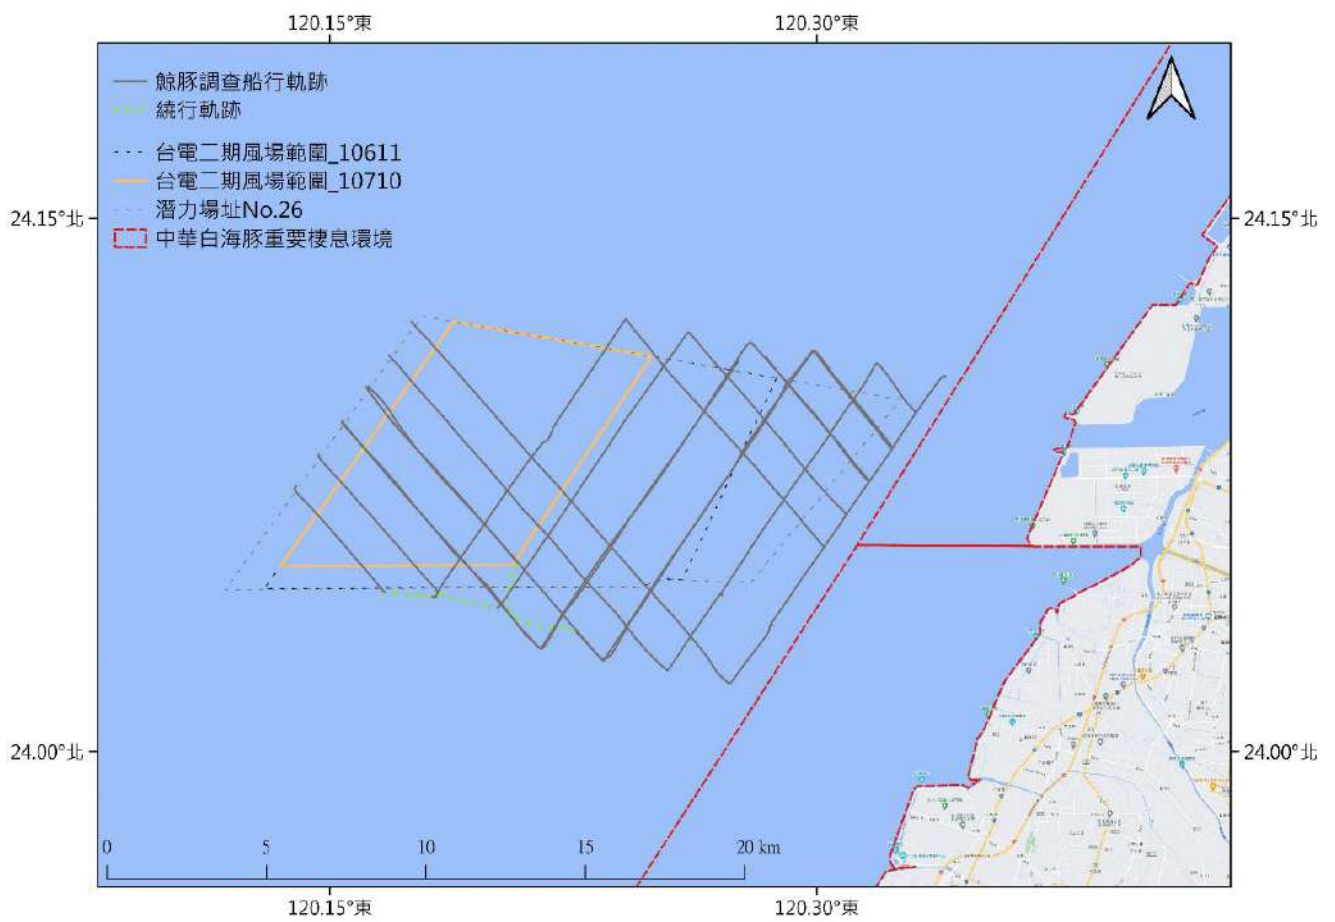 120.15°東
120.30°東
鯨豚調查船行軌跡
繞行軌跡
台電二期風場範圍_10611
台電二期風場範圍_10710
潛力場址No.26
中華白海豚重要棲息環境
24.15°北
24.15°北
24.00°北
24.00°北
0
5
10
15
20 km
120.15°東
120.30°東